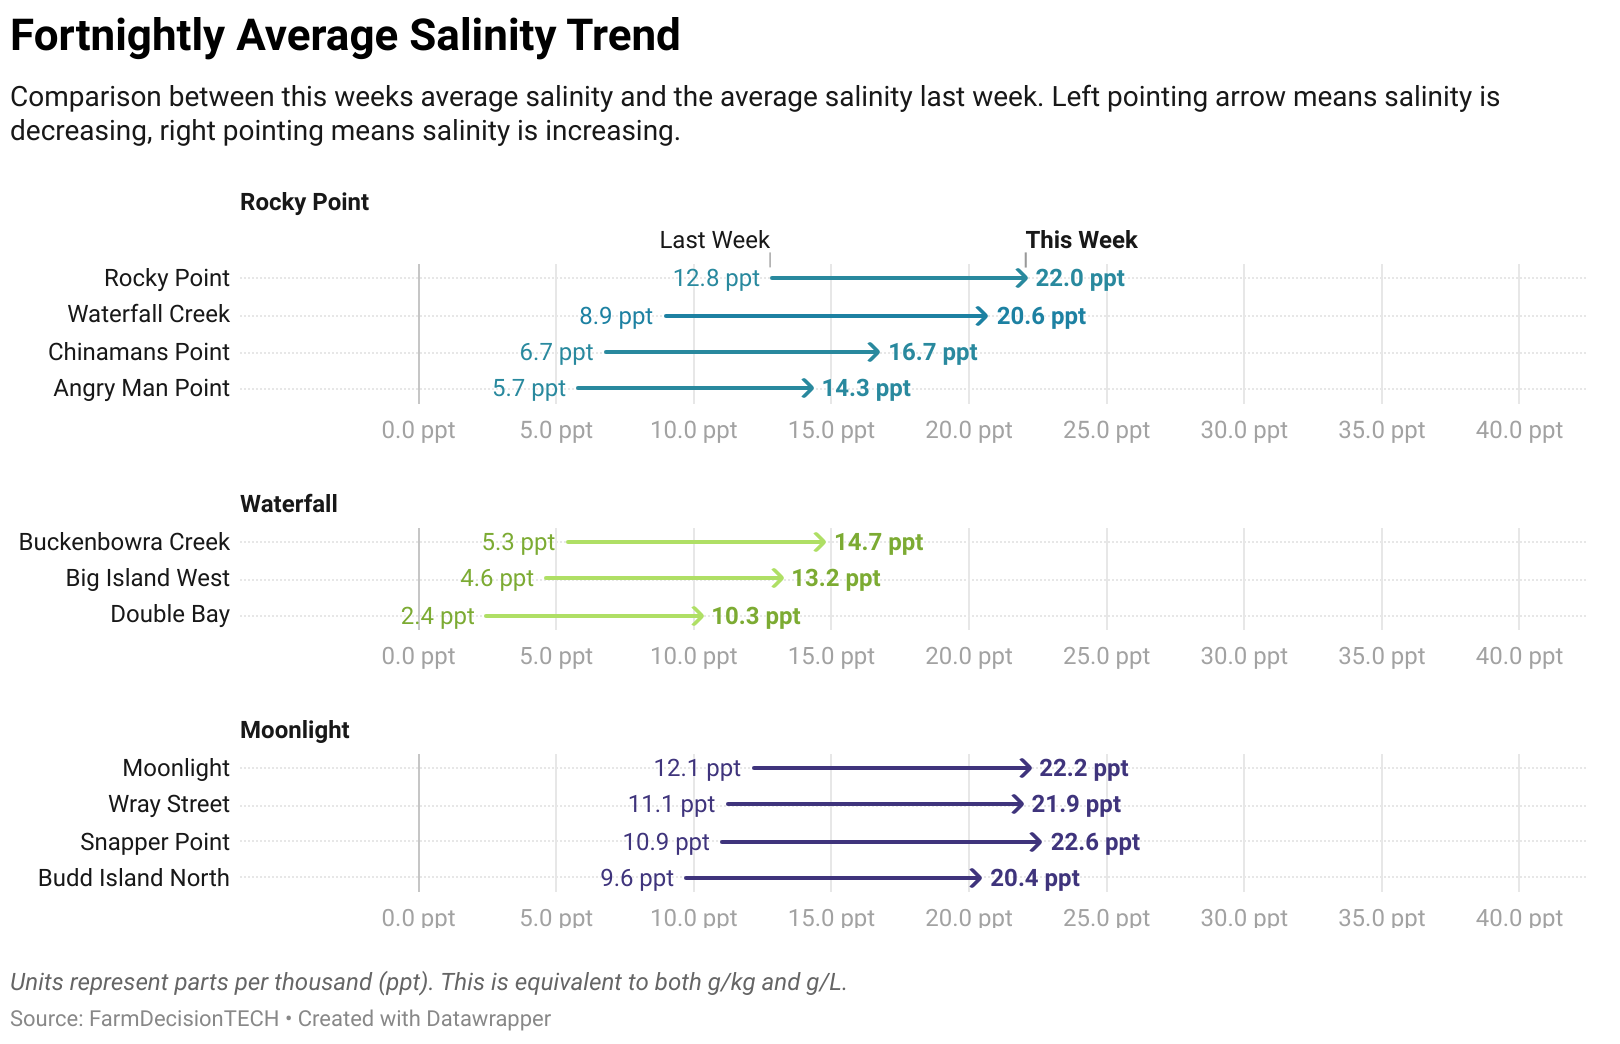 Fortnightly Average Salinity Trend
Comparison between this weeks average salinity and the average salinity last week. Left pointing arrow means salinity is
decreasing, right pointing means salinity is increasing.
Rocky Point
Last Week This Week
Rocky Point 12.8 ppt 22.0 ppt
Waterfall Creek 8.9 ppt 20.6 ppt
Chinamans Point 6.7 ppt 16.7 ppt
Angry Man Point 5.7 ppt 14.3 ppt
0.0 ppt 5.0 ppt 10.0 ppt 15.0 ppt 20.0 ppt 25.0 ppt 30.0 ppt 35.0 ppt 40.0 ppt
Waterfall
Buckenbowra Creek 5.3 ppt 14.7 ppt
Big Island West 4.6 ppt 13.2 ppt
Double Bay 2.4 ppt 10.3 ppt
0.0 ppt 5.0 ppt 10.0 ppt 15.0 ppt 20.0 ppt 25.0 ppt 30.0 ppt 35.0 ppt 40.0 ppt
Moonlight
Moonlight 12.1 ppt 22.2 ppt
Wray Street 11.1 ppt 21.9 ppt
Snapper Point 10.9 ppt 22.6 ppt
Budd Island North 9.6 ppt 20.4 ppt
0.0 ppt 5.0 ppt 10.0 ppt 15.0 ppt 20.0 ppt 25.0 ppt 30.0 ppt 35.0 ppt 40.0 ppt
Units represent parts per thousand (ppt). This is equivalent to both g/kg and g/L.
Source: FarmDecisionTECH • Created with Datawrapper